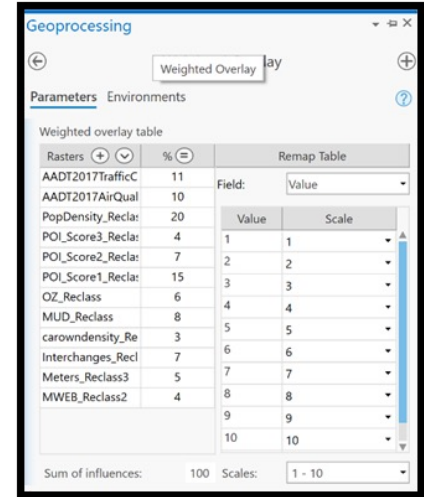 Geoprocessing
Weighted Overlay
lay
Parameters Environments
Weighted overlay table
Rasters %
AADT2017TrafficC 11
AADT2017AirQual 10
PopDensity_Reclas 20
POI_Score3_Reclas 4
POI_Score2_Reclas 7
POI_Score1_Reclas 15
OZ_Reclass 6
MUD_Reclass 8
carowndensity_Re 3
Interchanges_Recl 7
Meters_Reclass3 5
MWEB_Reclass2 4
Sum of influences: 100
Remap Table
Field: Value
Value Scale
1 1
2 2
3 3
4 4
5 5
6 6
7 7
8 8
9 9
10 10
Scales: 1 - 10